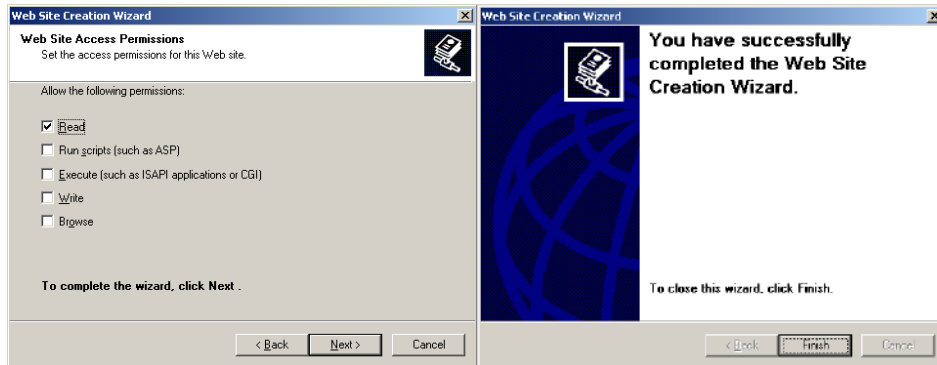 Web Site Creation Wizard
Web Site Access Permissions
Set the access permissions for this Web site.
Allow the following permissions:
Read
Run scripts (such as ASP)
Execute (such as ISAPI applications or CGI)
Write
Browse
To complete the wizard, click Next .
< Back
Next >
Cancel
Web Site Creation Wizard
You have successfully
completed the Web Site
Creation Wizard.
To close this wizard, click Finish.
< Back
Finish
Cancel